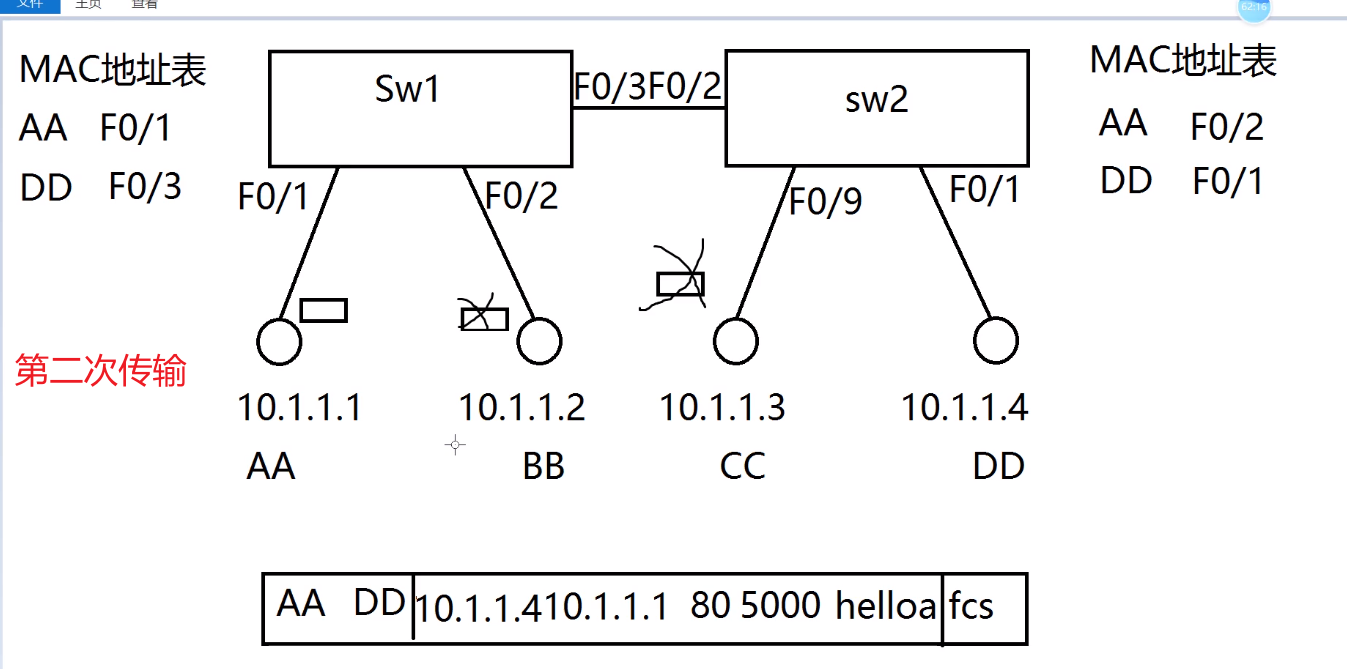 文件 主页 查看
62:16
MAC地址表
AA F0/1
DD F0/3
Sw1
F0/3F0/2
sw2
MAC地址表
AA F0/2
DD F0/1
F0/1
F0/2
F0/9
F0/1
第二次传输
10.1.1.1 10.1.1.2 10.1.1.3 10.1.1.4
AA BB CC DD
AA DD 10.1.1.410.1.1.1 80 5000 helloa fcs